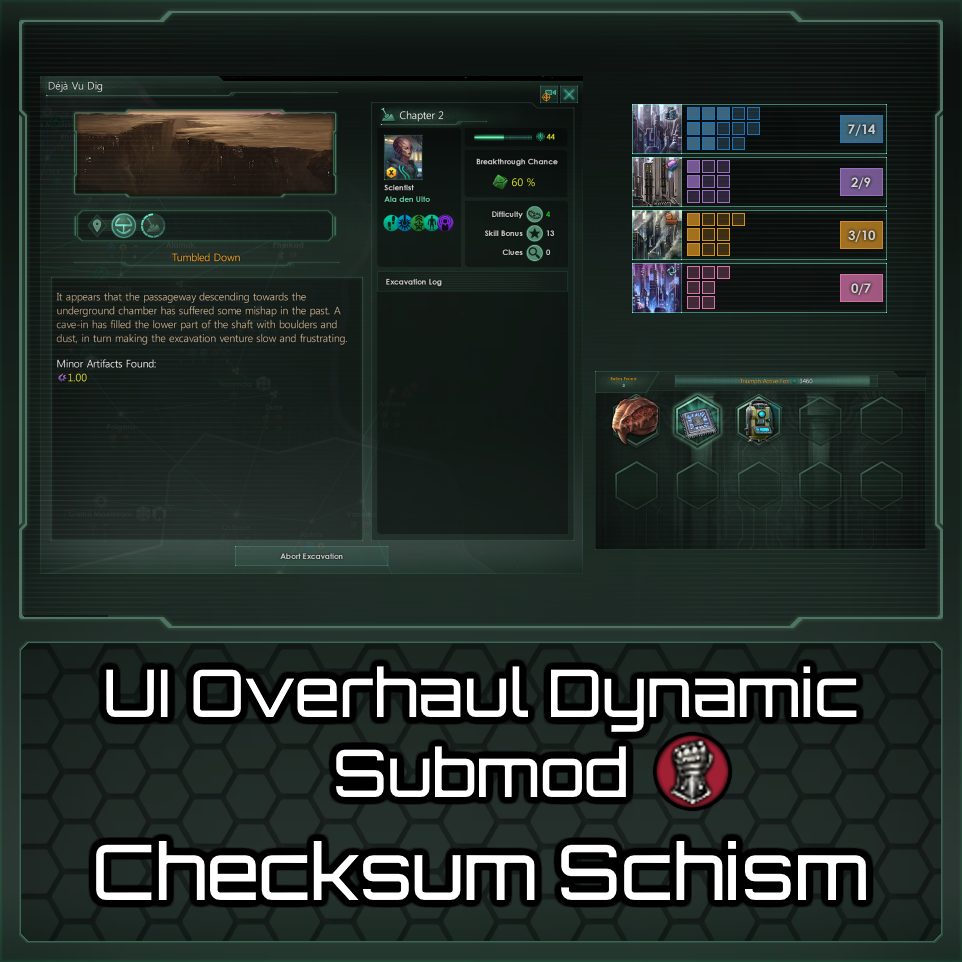 Déjà Vu Dig
Chapter 2
44
Breakthrough Chance
60 %
Scientist
Ala den Ulto
Difficulty 4
Skill Bonus 13
Clues 0
Tumbled Down
Excavation Log
It appears that the passageway descending towards the
underground chamber has suffered some mishap in the past. A
cave-in has filled the lower part of the shaft with boulders and
dust, in turn making the excavation venture slow and frustrating.
Minor Artifacts Found:
1.00
Abort Excavation
7/14
2/9
3/10
0/7
UI Overhaul Dynamic
Submod
Checksum Schism